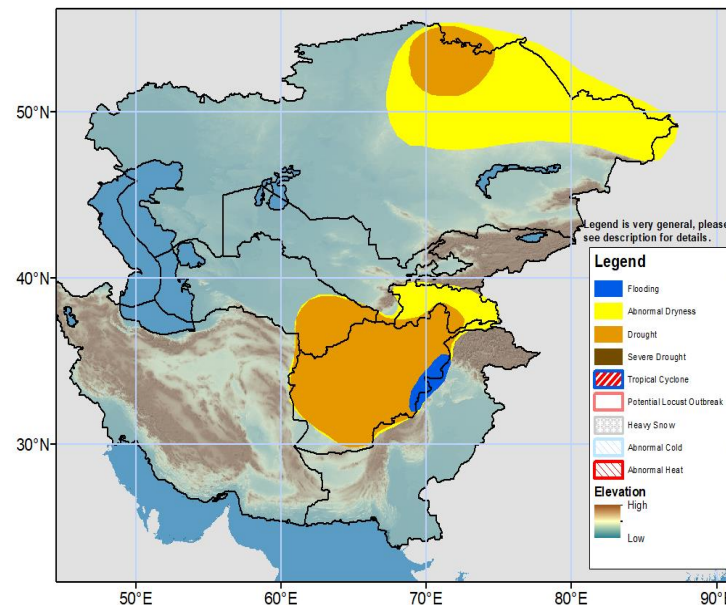 50°N
40°N
30°N
Legend is very general, please
see description for details.
Legend
Flooding
Abnormal Dryness
Drought
Severe Drought
Tropical Cyclone
Potential Locust Outbreak
Heavy Snow
Abnormal Cold
Abnormal Heat
Elevation
High
Low
50°E
60°E
70°E
80°E
90°E